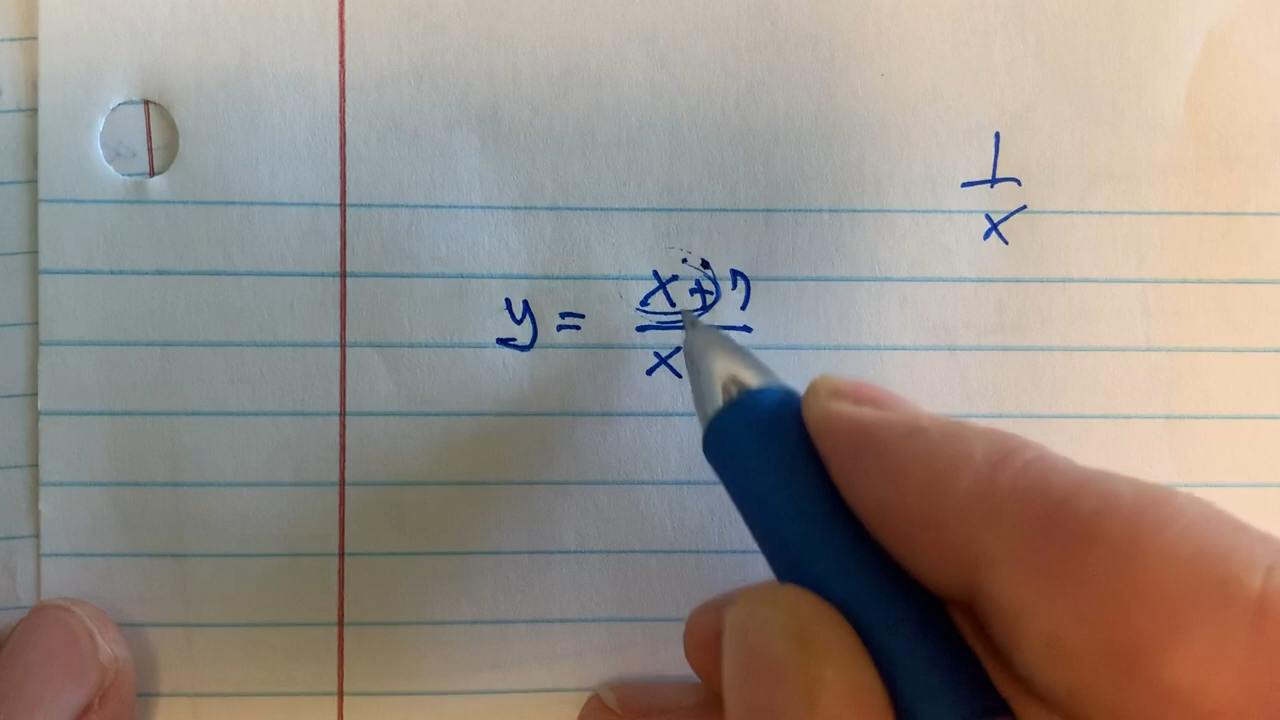 1
x
y = x + 7
x